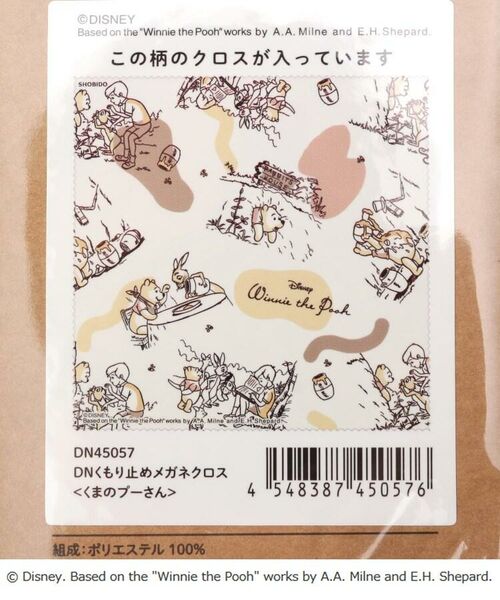 ©DISNEY
Based on the "Winnie the Pooh" works by A.A. Milne and E.H. Shepard.
この柄のクロスが入っています
SHOBIDO
Disney
Winnie the Pooh
©DISNEY
Based on the "Winnie the Pooh" works by A.A. Milne and E.H. Shepard.
DN45057
DNくもり止めメガネクロス
<くまのプーさん>
4 548387 450576
組成:ポリエステル 100%
© Disney. Based on the "Winnie the Pooh" works by A.A. Milne and E.H. Shepard.